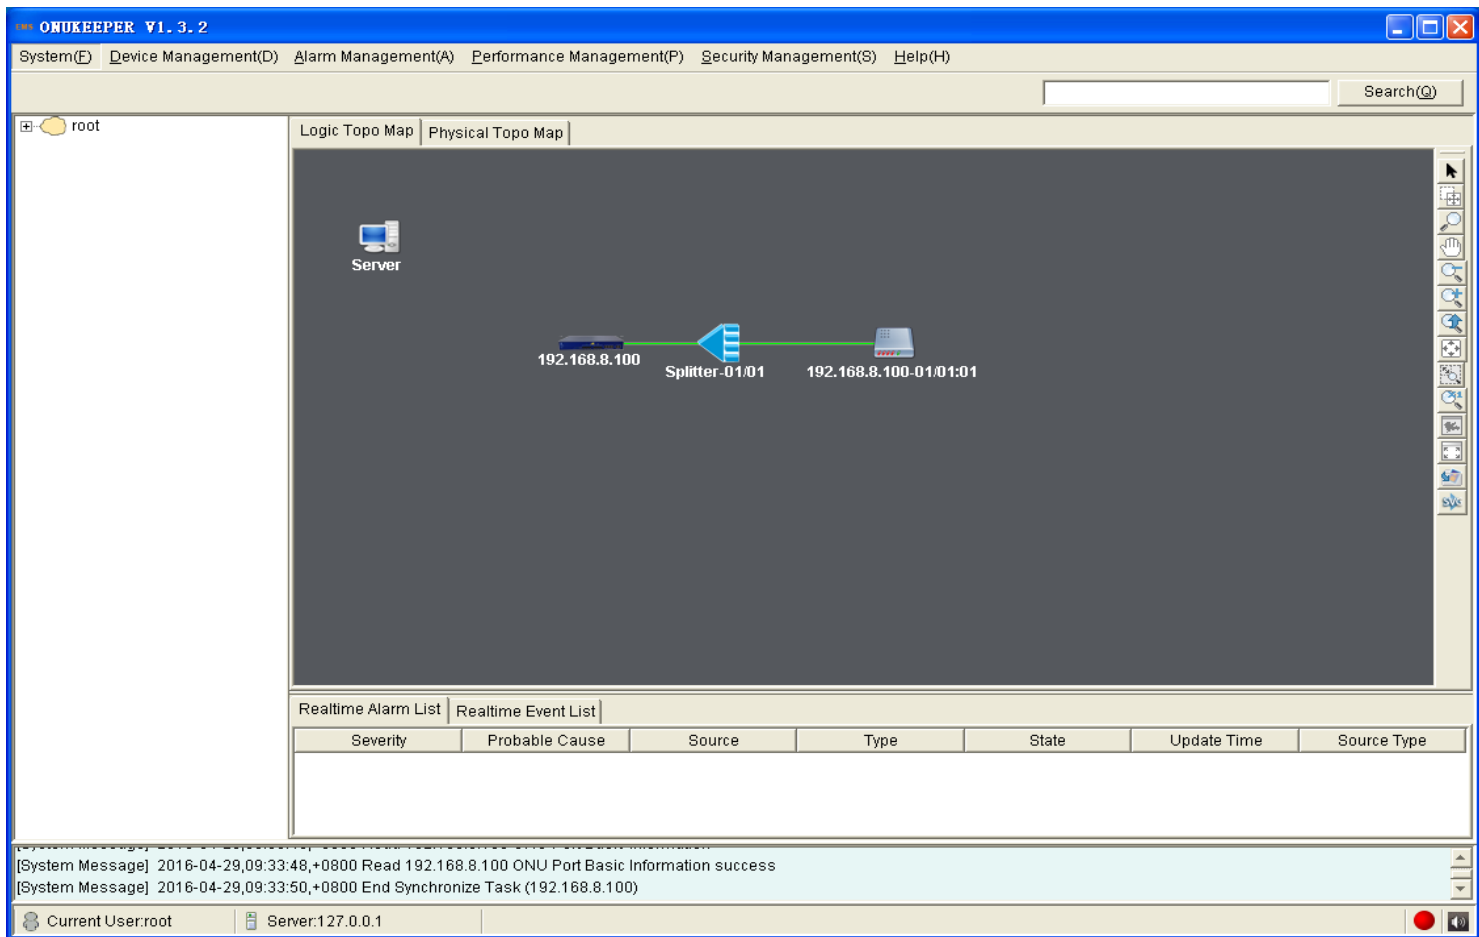 EMS ONUKEEPER V1.3.2
System(F) Device Management(D) Alarm Management(A) Performance Management(P) Security Management(S) Help(H)
Search(Q)
root
Logic Topo Map Physical Topo Map
Server
192.168.8.100 Splitter-01/01 192.168.8.100-01/01:01
Realtime Alarm List Realtime Event List
Severity Probable Cause Source Type State Update Time Source Type
[System Message] 2016-04-29,09:33:48,+0800 Read 192.168.8.100 ONU Port Basic Information success
[System Message] 2016-04-29,09:33:50,+0800 End Synchronize Task (192.168.8.100)
Current User:root Server:127.0.0.1